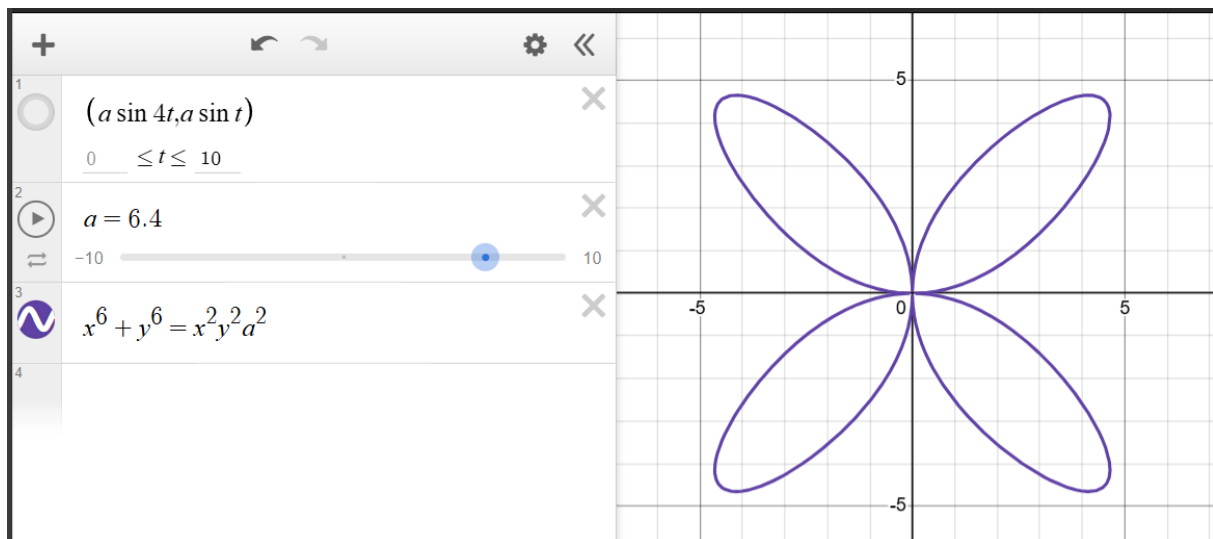 1
(a sin 4t,a sin t)
0 ≤ t ≤ 10
2
a = 6.4
−10 10
3
x^6 + y^6 = x^2y^2a^2
4
5
-5 0 5
-5